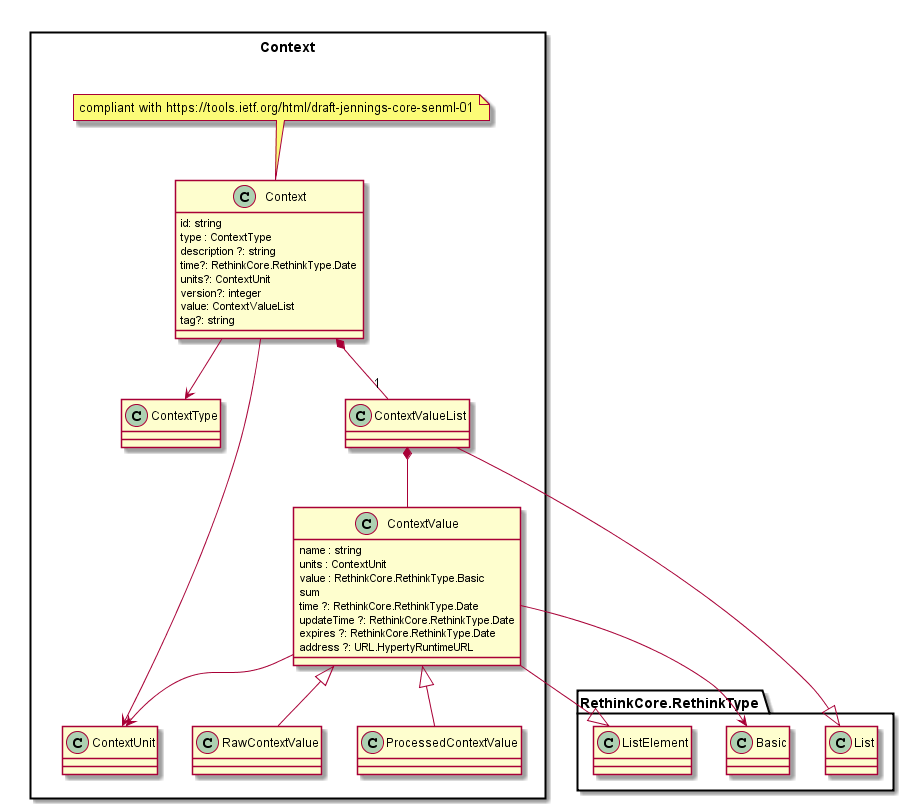 Context
compliant with https://tools.ietf.org/html/draft-jennings-core-senml-01
C Context
id: string
type : ContextType
description ?: string
time?: RethinkCore.RethinkType.Date
units?: ContextUnit
version?: integer
value: ContextValueList
tag?: string
1
C ContextType
C ContextValueList
C ContextValue
name : string
units : ContextUnit
value : RethinkCore.RethinkType.Basic
sum
time ?: RethinkCore.RethinkType.Date
updateTime ?: RethinkCore.RethinkType.Date
expires ?: RethinkCore.RethinkType.Date
address ?: URL.HypertyRuntimeURL
RethinkCore.RethinkType
C ContextUnit
C RawContextValue
C ProcessedContextValue
C ListElement
C Basic
C List